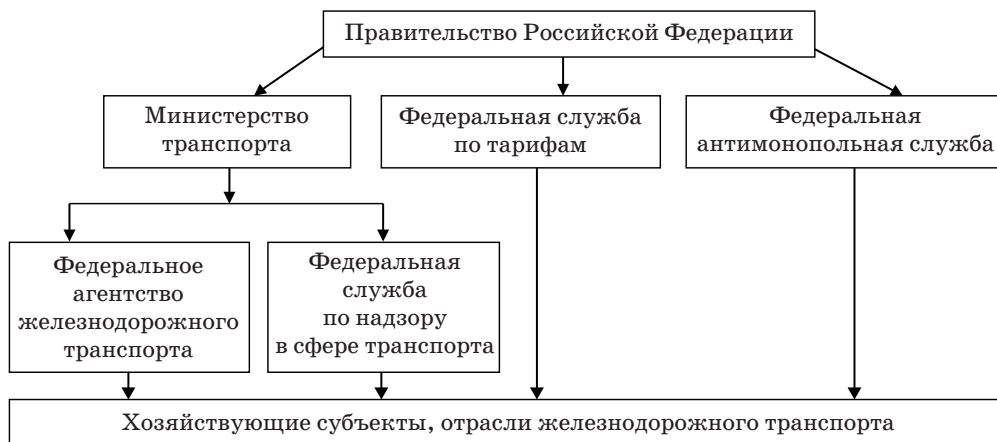 Правительство Российской Федерации
Министерство
транспорта
Федеральная служба
по тарифам
Федеральная
антимонопольная служба
Федеральное
агентство
железнодорожного
транспорта
Федеральная
служба
по надзору
в сфере транспорта
Хозяйствующие субъекты, отрасли железнодорожного транспорта